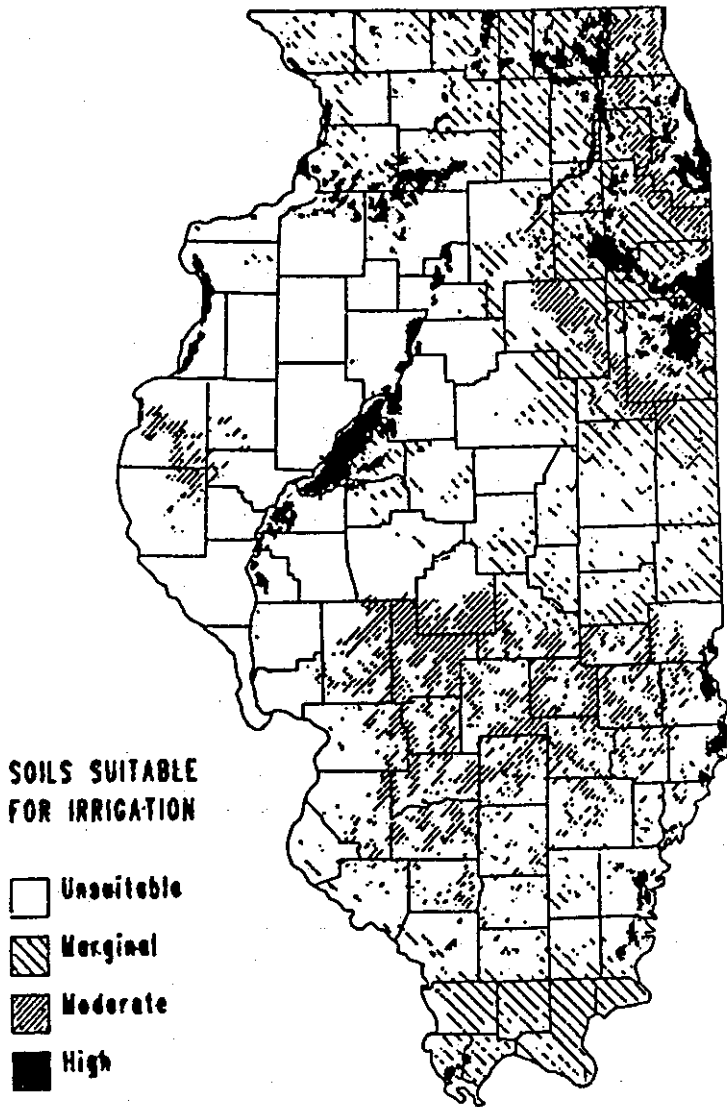 SOILS SUITABLE
FOR IRRIGATION
Unsuitable
Marginal
Moderate
High